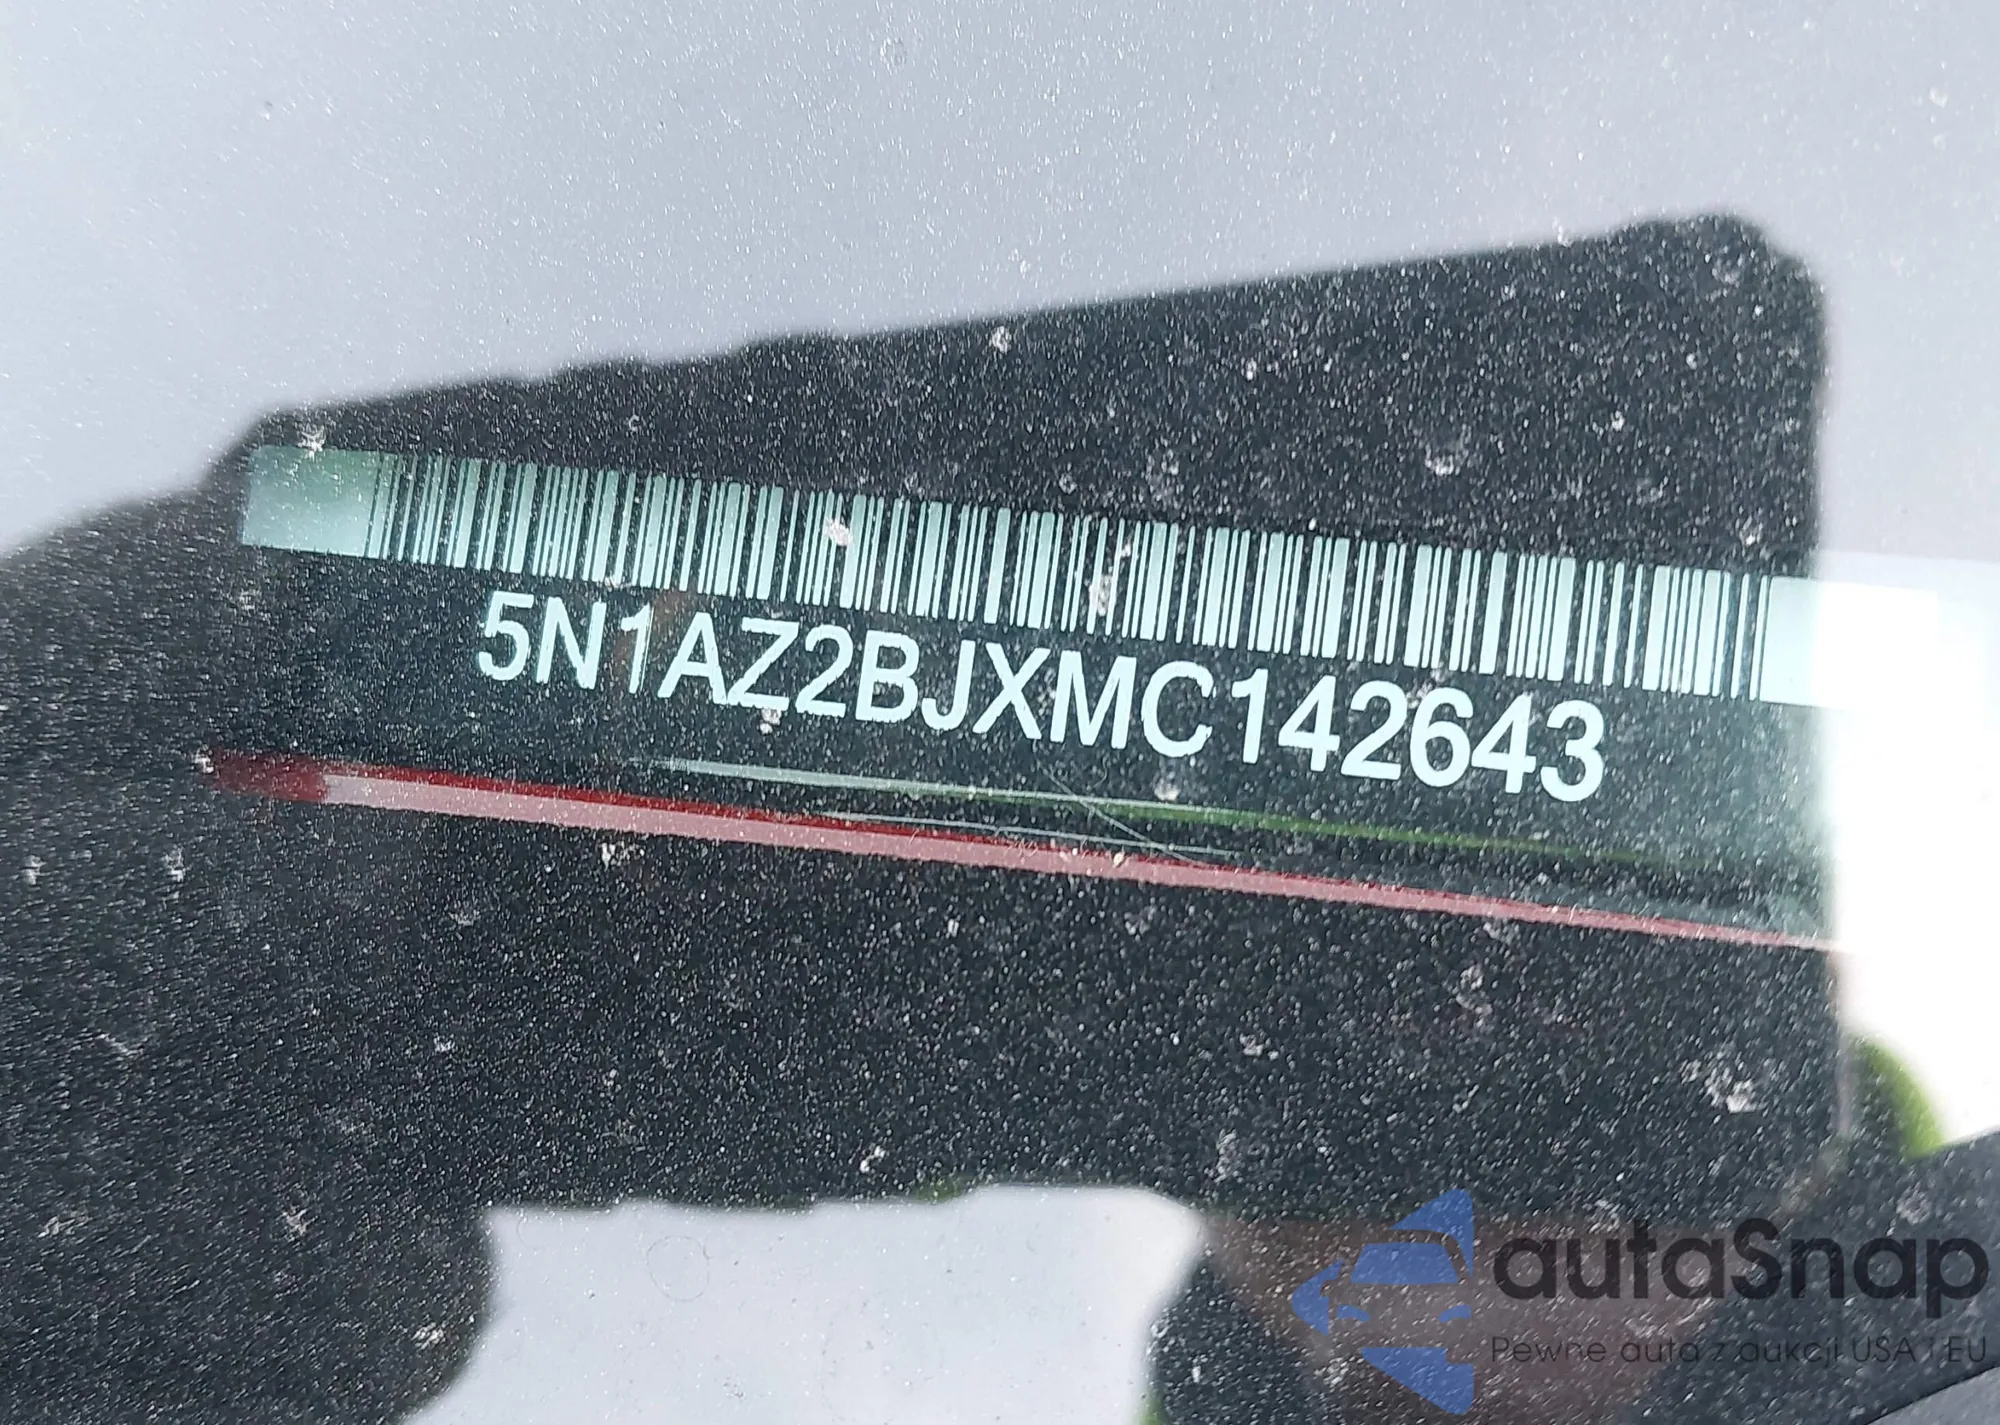 5N1AZ2BJXMC142643
autaSnap
Pewne auta z aukcji USA i EU